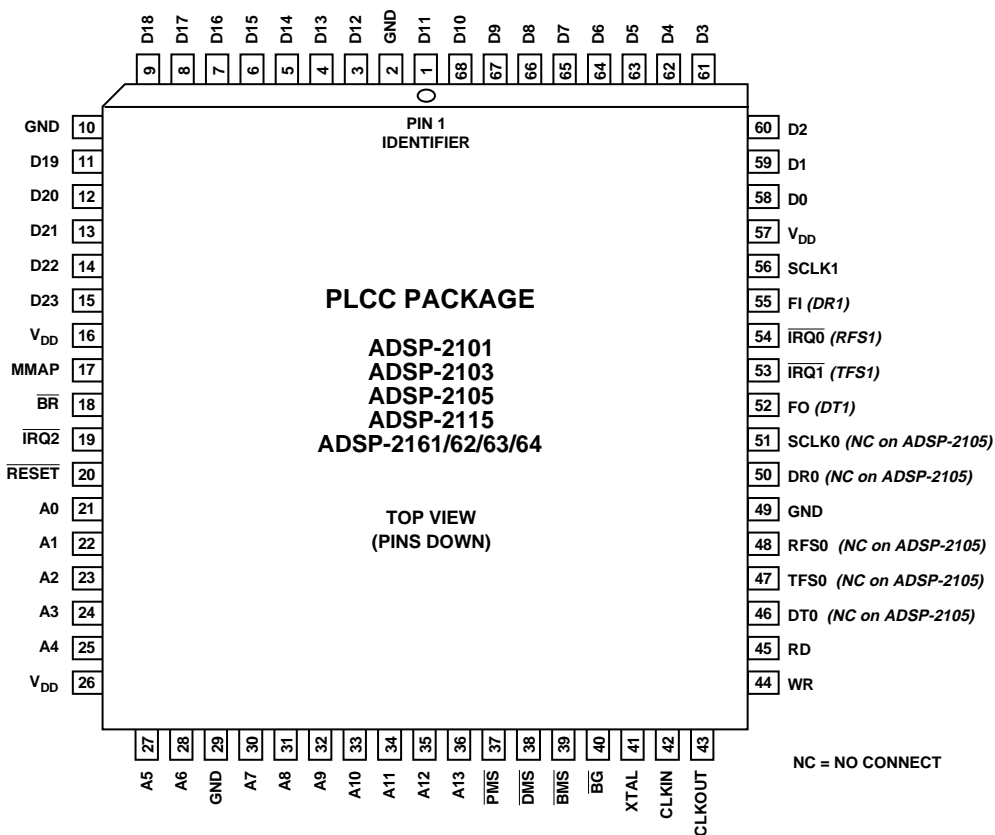 D18 D17 D16 D15 D14 D13 D12 GND D11 D10 D9 D8 D7 D6 D5 D4 D3
9 8 7 6 5 4 3 2 1 68 67 66 65 64 63 62 61
PIN 1
IDENTIFIER
GND 10
D19 11
D20 12
D21 13
D22 14
D23 15
VDD 16
MMAP 17
BR 18
IRQ2 19
RESET 20
A0 21
A1 22
A2 23
A3 24
A4 25
VDD 26
PLCC PACKAGE
ADSP-2101
ADSP-2103
ADSP-2105
ADSP-2115
ADSP-2161/62/63/64
TOP VIEW
(PINS DOWN)
60 D2
59 D1
58 D0
57 VDD
56 SCLK1
55 FI (DR1)
54 IRQ0 (RFS1)
53 IRQ1 (TFS1)
52 FO (DT1)
51 SCLK0 (NC on ADSP-2105)
50 DR0 (NC on ADSP-2105)
49 GND
48 RFS0 (NC on ADSP-2105)
47 TFS0 (NC on ADSP-2105)
46 DT0 (NC on ADSP-2105)
45 RD
44 WR
27 28 29 30 31 32 33 34 35 36 37 38 39 40 41 42 43
A5 A6 GND A7 A8 A9 A10 A11 A12 A13 PMS DMS BMS BG XTAL CLKIN CLKOUT
NC = NO CONNECT